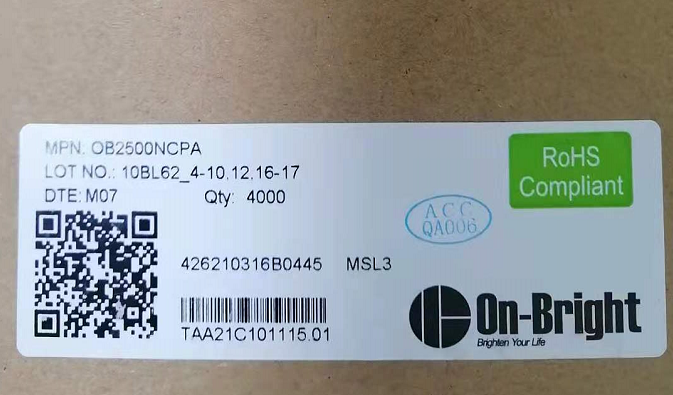 MPN. OB2500NCPA
LOT NO.: 10BL62_4-10,12,16-17
DTE: M07 Qty: 4000
RoHS
Compliant
ACC
QA006
426210316B0445 MSL3
TAA21C101115.01
On-Bright
Brighten Your Life